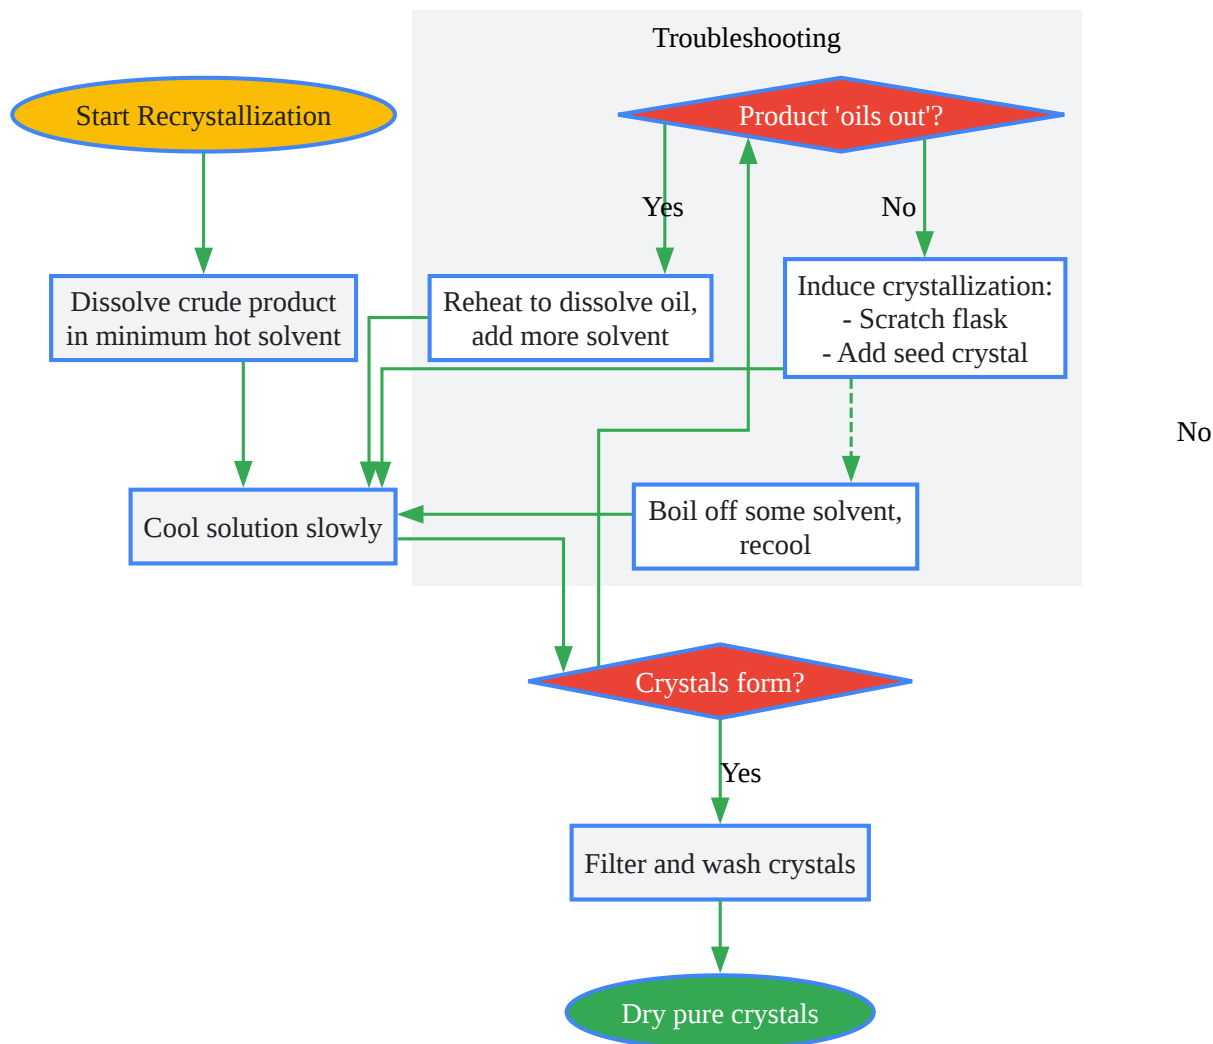 Troubleshooting
Start Recrystallization
Product 'oils out'?
Yes
No
Dissolve crude product
in minimum hot solvent
Reheat to dissolve oil,
add more solvent
Induce crystallization:
- Scratch flask
- Add seed crystal
No
Cool solution slowly
Boil off some solvent,
recool
Crystals form?
Yes
Filter and wash crystals
Dry pure crystals